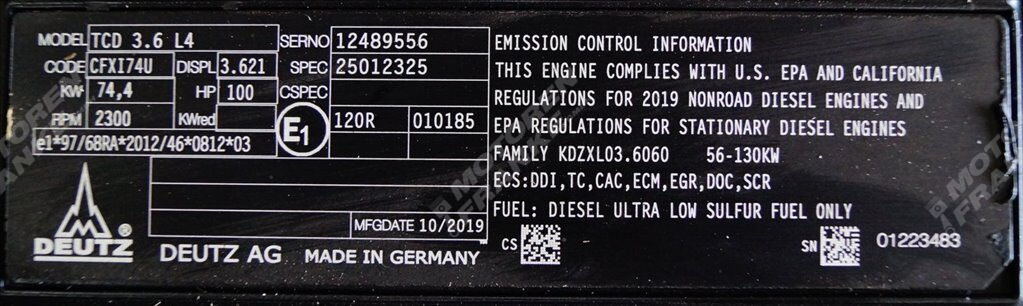 MODEL TCD 3.6 L4 SERNO 12489556
CODE CFXI74U DISPL 3.621 SPEC 25012325
KW 74,4 HP 100 CSPEC
RPM 2300 KWred E1 120R 010185
e1*97/68RA*2012/46*0812*03
MFGDATE 10/2019
DEUTZ
DEUTZ AG MADE IN GERMANY
EMISSION CONTROL INFORMATION
THIS ENGINE COMPLIES WITH U.S. EPA AND CALIFORNIA
REGULATIONS FOR 2019 NONROAD DIESEL ENGINES AND
EPA REGULATIONS FOR STATIONARY DIESEL ENGINES
FAMILY KDZXL03.6060 56-130KW
ECS:DDI,TC,CAC,ECM,EGR,DOC,SCR
FUEL: DIESEL ULTRA LOW SULFUR FUEL ONLY
CS SN 01223483